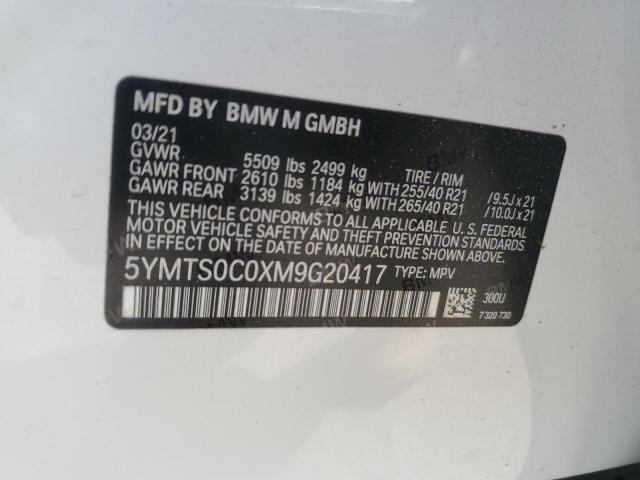 MFD BY BMW M GMBH
03/21
GVWR 5509 lbs 2499 kg TIRE / RIM
GAWR FRONT 2610 lbs 1184 kg WITH 255/40 R21 /9.5J x 21
GAWR REAR 3139 lbs 1424 kg WITH 265/40 R21 /10.0J x 21
THIS VEHICLE CONFORMS TO ALL APPLICABLE U. S. FEDERAL
MOTOR VEHICLE SAFETY, BUMPER, AND THEFT PREVENTION
STANDARDS IN EFFECT ON THE DATE OF MANUFACTURE SHOWN ABOVE.
5YMTS0C0XM9G20417 TYPE: MPV
300U
7 320 730